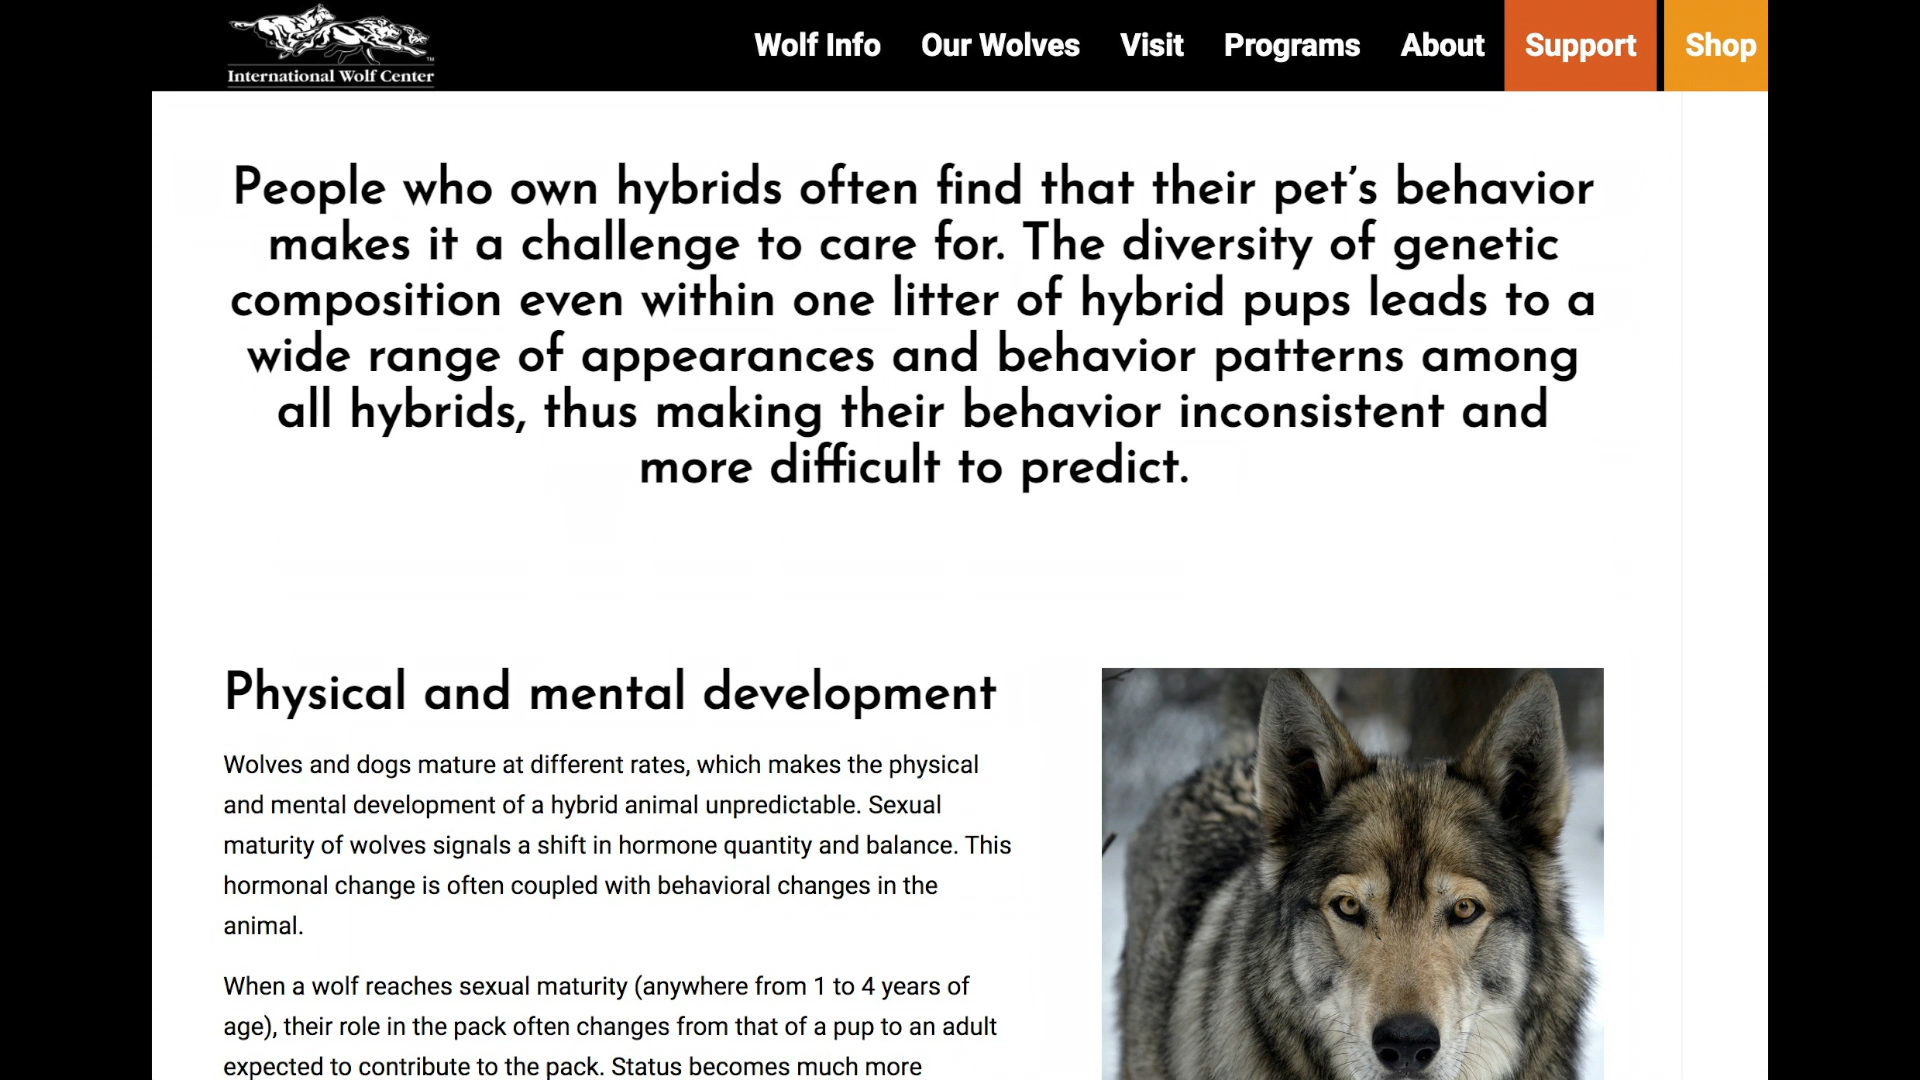 International Wolf Center
TM
Wolf Info Our Wolves Visit Programs About Support Shop
People who own hybrids often find that their pet’s behavior
makes it a challenge to care for. The diversity of genetic
composition even within one litter of hybrid pups leads to a
wide range of appearances and behavior patterns among
all hybrids, thus making their behavior inconsistent and
more difficult to predict.
Physical and mental development
Wolves and dogs mature at different rates, which makes the physical
and mental development of a hybrid animal unpredictable. Sexual
maturity of wolves signals a shift in hormone quantity and balance. This
hormonal change is often coupled with behavioral changes in the
animal.
When a wolf reaches sexual maturity (anywhere from 1 to 4 years of
age), their role in the pack often changes from that of a pup to an adult
expected to contribute to the pack. Status becomes much more